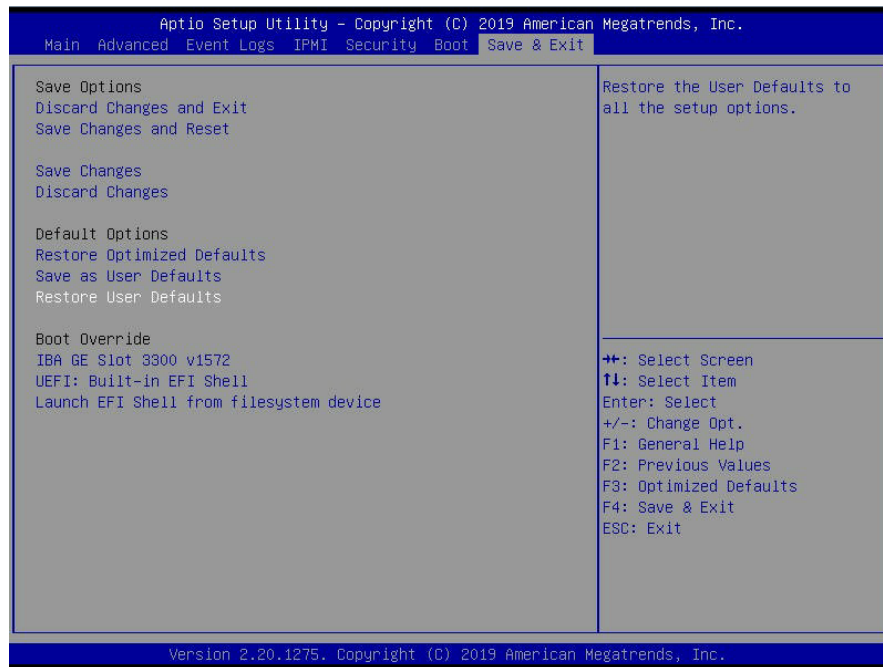 Aptio Setup Utility – Copyright (C) 2019 American Megatrends, Inc.
Main Advanced Event Logs IPMI Security Boot Save & Exit
Save Options
Discard Changes and Exit
Save Changes and Reset
Save Changes
Discard Changes
Default Options
Restore Optimized Defaults
Save as User Defaults
Restore User Defaults
Boot Override
IBA GE Slot 3300 v1572
UEFI: Built-in EFI Shell
Launch EFI Shell from filesystem device
Restore the User Defaults to
all the setup options.
→←: Select Screen
↑↓: Select Item
Enter: Select
+/-: Change Opt.
F1: General Help
F2: Previous Values
F3: Optimized Defaults
F4: Save & Exit
ESC: Exit
Version 2.20.1275. Copyright (C) 2019 American Megatrends, Inc.